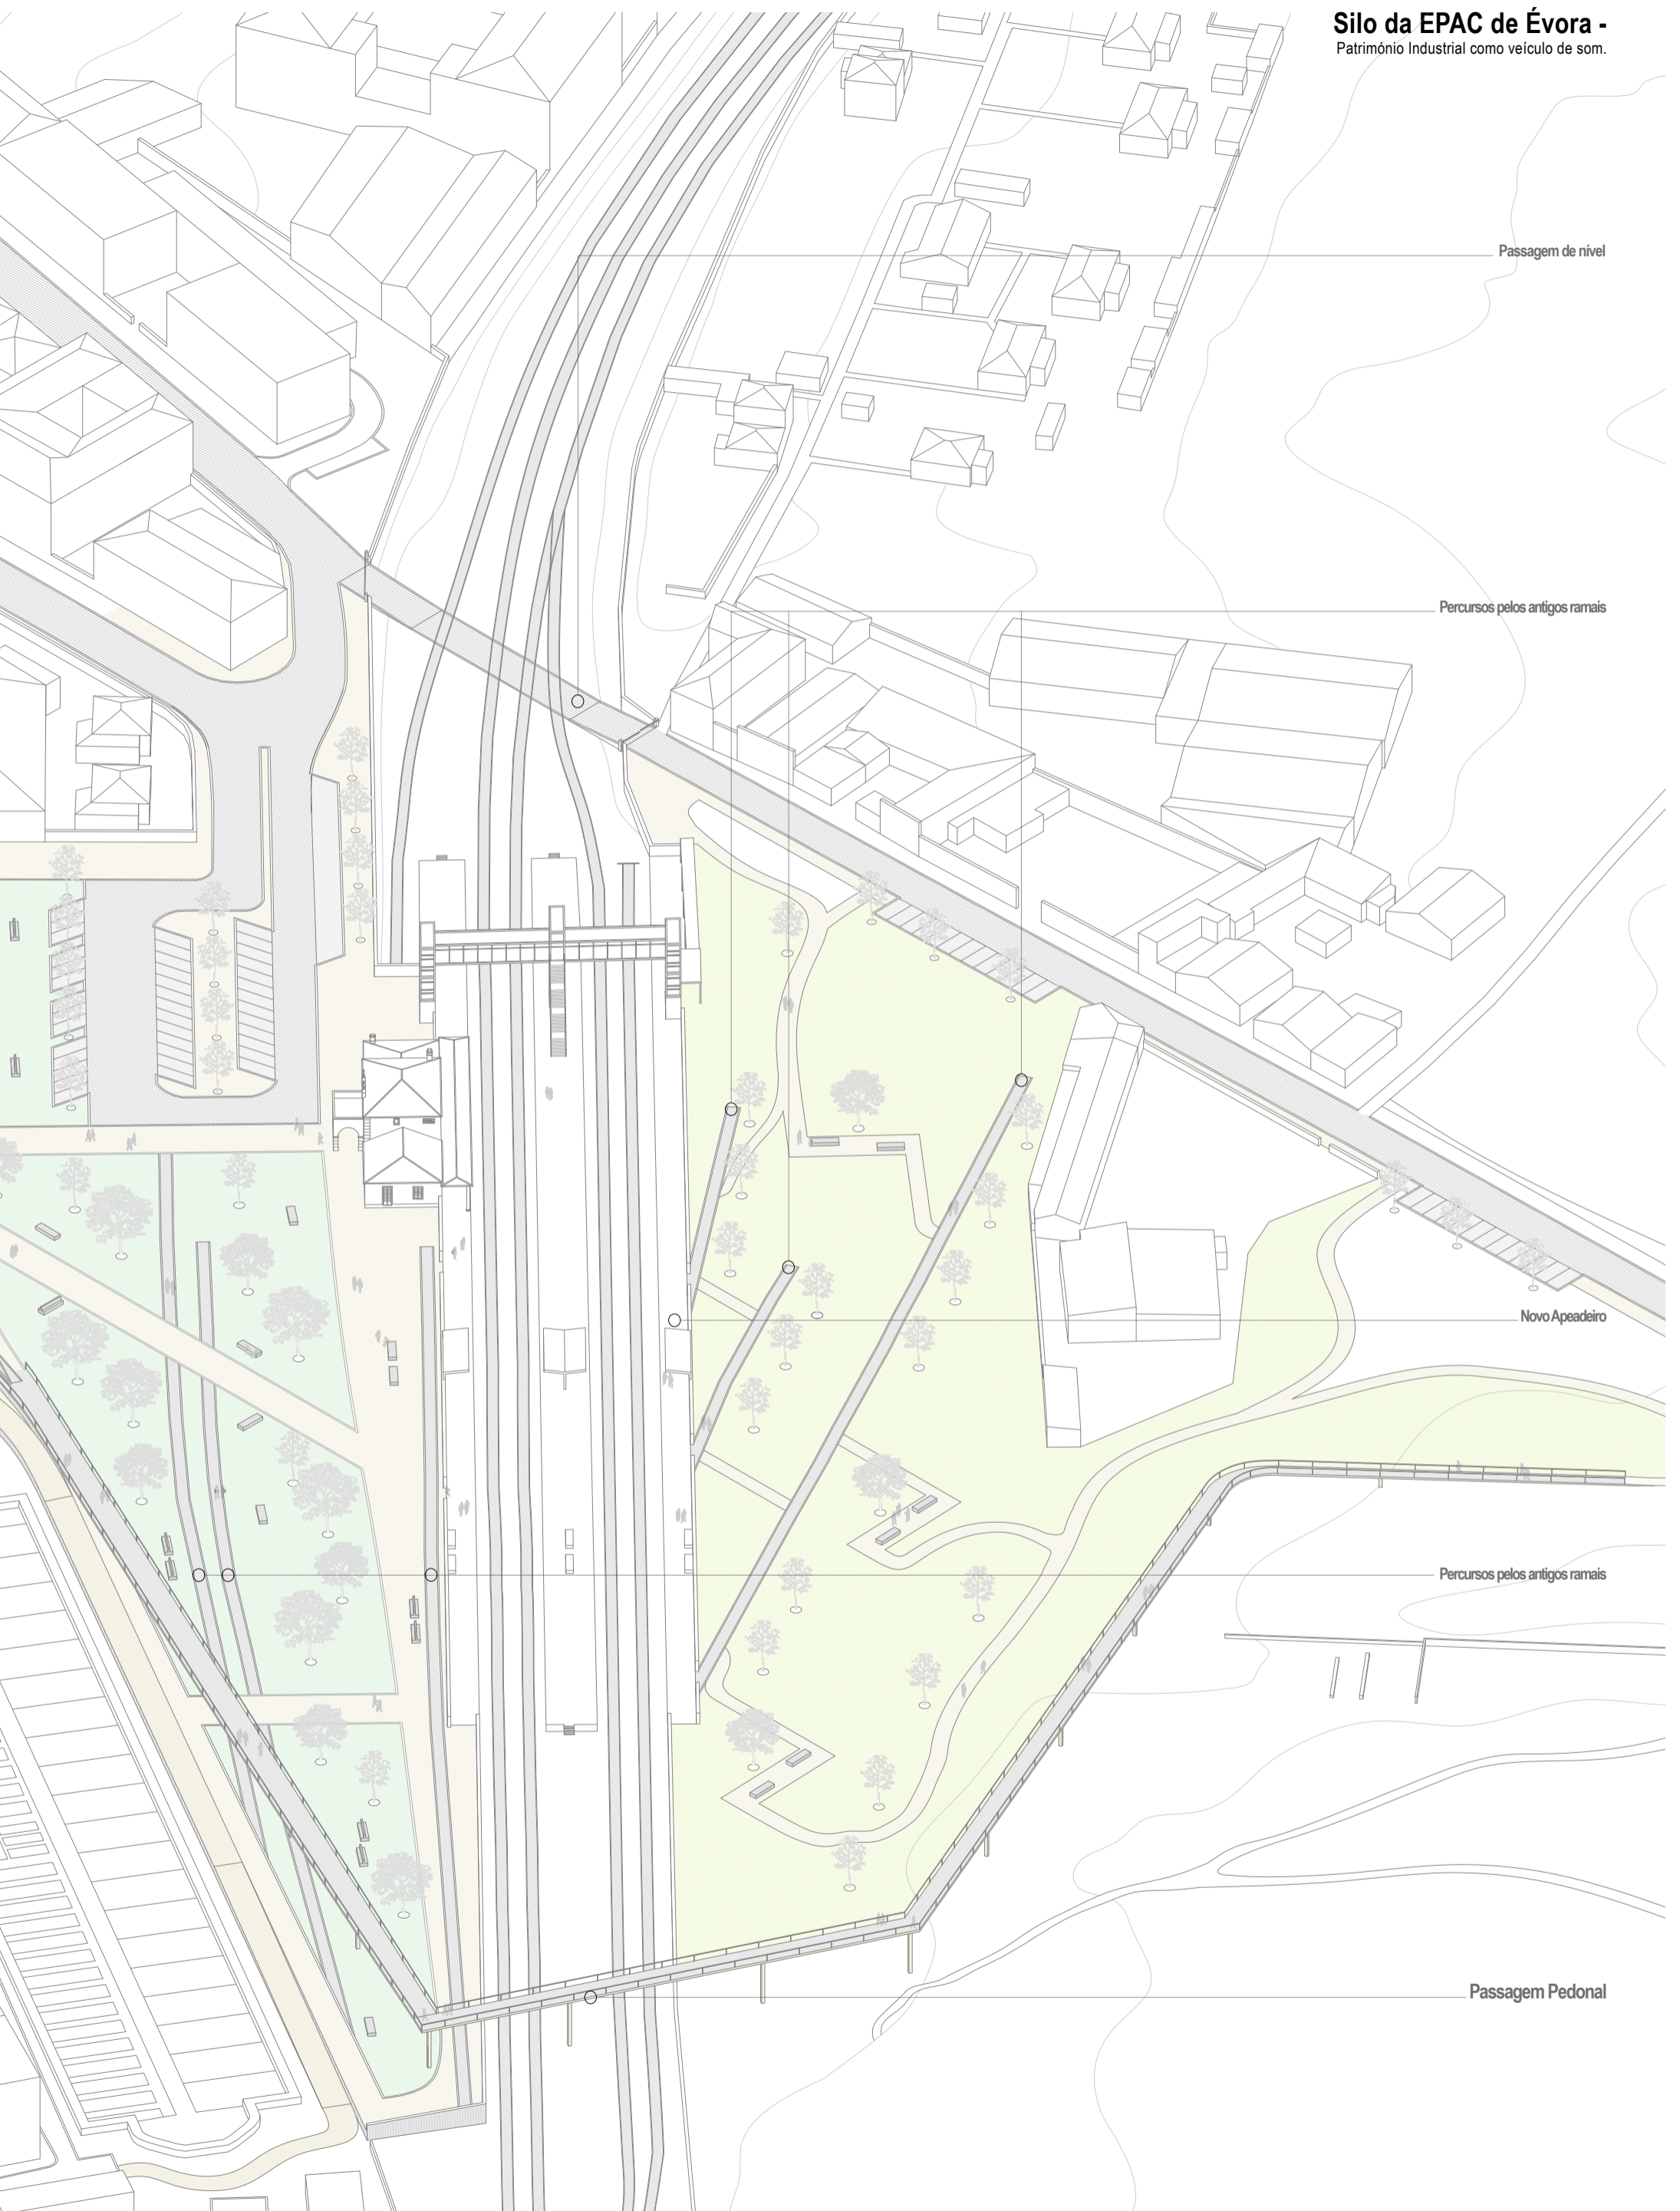 Silo da EPAC de Évora -
Património Industrial como veículo de som.
Passagem de nível
Percursos pelos antigos ramais
Novo Apeadeiro
Percursos pelos antigos ramais
Passagem Pedonal